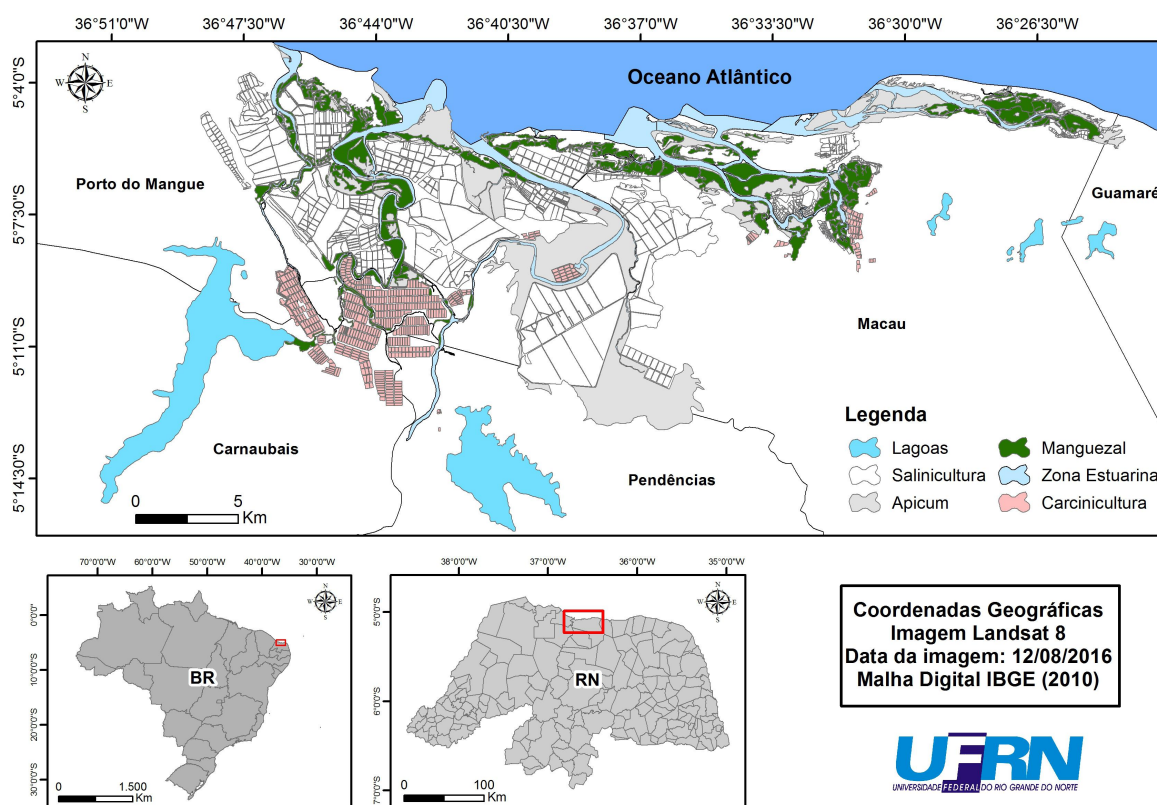 36°51'0"W 36°47'30"W 36°44'0"W 36°40'30"W 36°37'0"W 36°33'30"W 36°30'0"W 36°26'30"W
5°4'0"S
5°7'30"S
5°11'0"S
5°14'30"S
N
W E
S
Oceano Atlântico
Porto do Mangue
Guamaré
Macau
Carnaubais
Pendências
0 5
Km
Legenda
Lagoas
Salinicultura
Apicum
Manguezal
Zona Estuarina
Carcinicultura
70°0'0"W 60°0'0"W 50°0'0"W 40°0'0"W 30°0'0"W
0°0'0"
10°0'0"S
20°0'0"S
30°0'0"S
N
W E
S
BR
0 1.500
Km
38°0'0"W 37°0'0"W 36°0'0"W 35°0'0"W
5°0'0"S
6°0'0"S
7°0'0"S
N
W E
S
RN
0 100
Km
Coordenadas Geográficas
Imagem Landsat 8
Data da imagem: 12/08/2016
Malha Digital IBGE (2010)
UFRN
UNIVERSIDADE FEDERAL DO RIO GRANDE DO NORTE